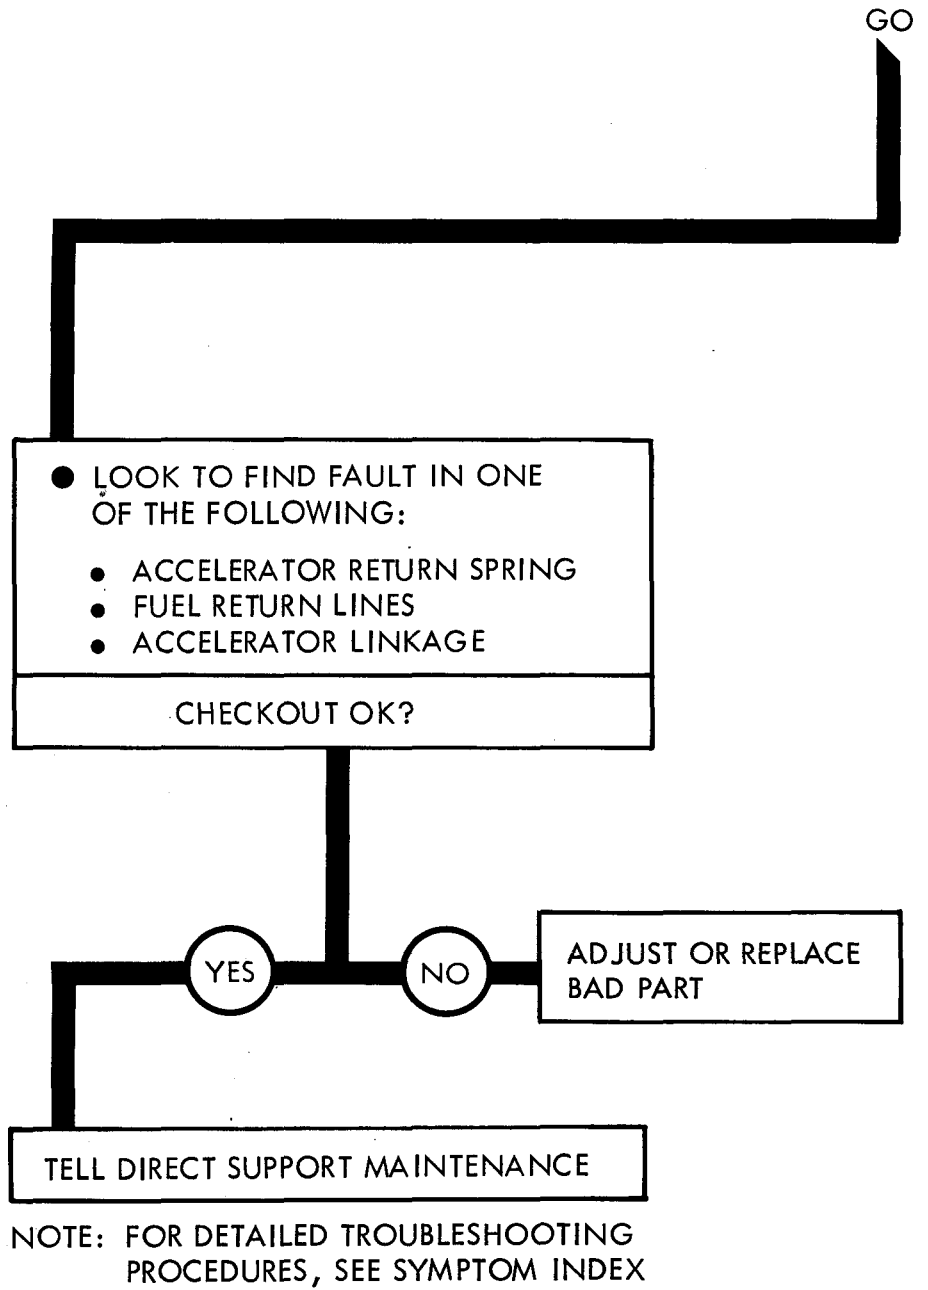 GO
● LOOK TO FIND FAULT IN ONE
OF THE FOLLOWING:
● ACCELERATOR RETURN SPRING
● FUEL RETURN LINES
● ACCELERATOR LINKAGE
CHECKOUT OK?
YES
NO
ADJUST OR REPLACE
BAD PART
TELL DIRECT SUPPORT MAINTENANCE
NOTE: FOR DETAILED TROUBLESHOOTING
PROCEDURES, SEE SYMPTOM INDEX